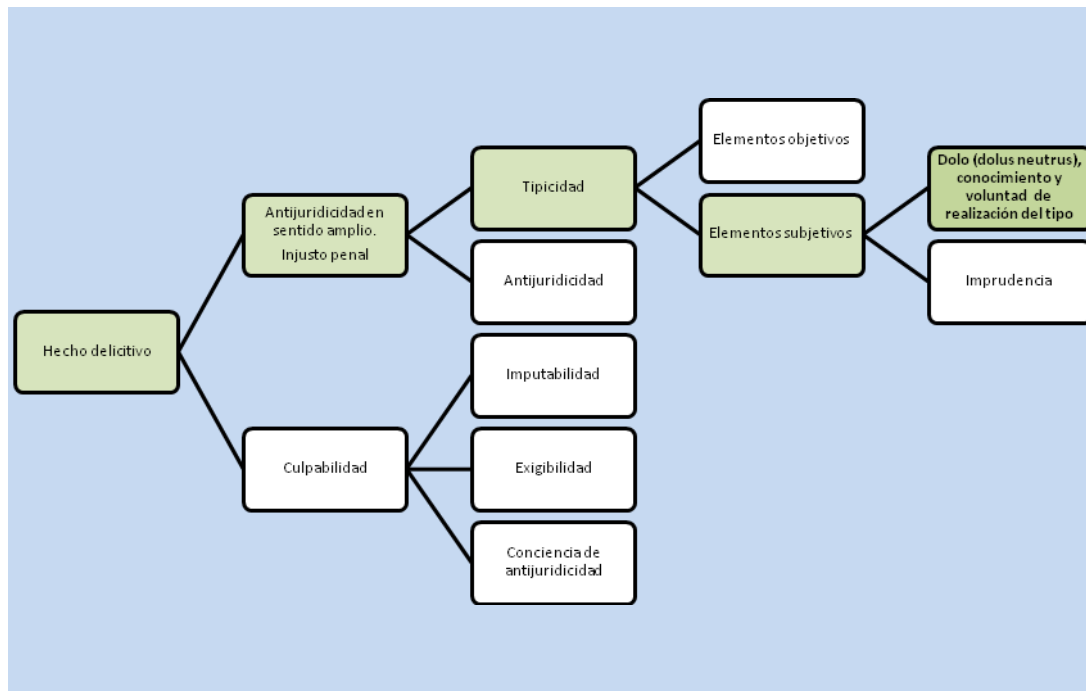 Elementos objetivos
Dolo (dolus neutrus),
conocimiento y
voluntad de
realización del tipo
Tipicidad
Antijuridicidad en
sentido amplio.
Injusto penal
Elementos subjetivos
Antijuridicidad
Imprudencia
Hecho delicitivo
Imputabilidad
Culpabilidad
Exigibilidad
Conciencia de
antijuridicidad